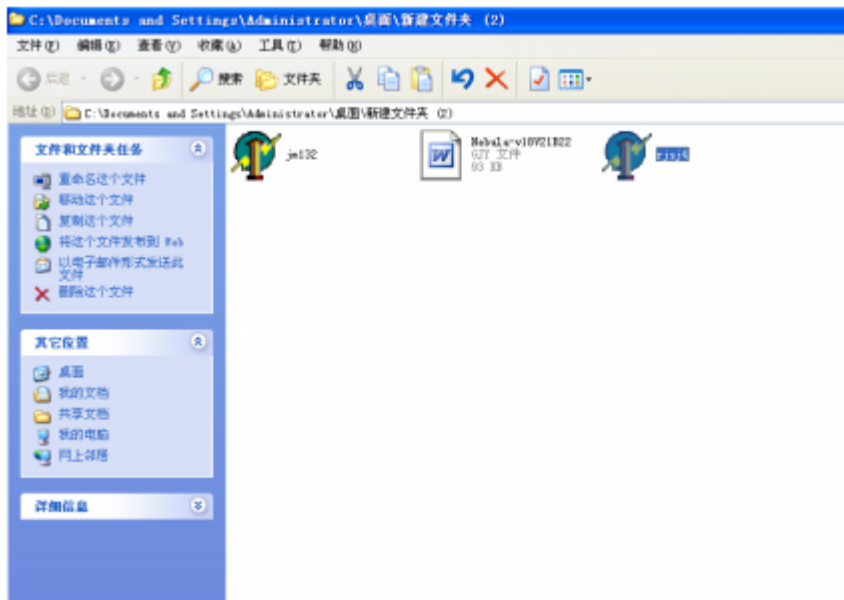 C:\Documents and Settings\Administrator\桌面\新建文件夹 (2)
文件(F) 编辑(E) 查看(V) 收藏(A) 工具(T) 帮助(H)
后退 搜索 文件夹
地址(D) C:\Documents and Settings\Administrator\桌面\新建文件夹 (2)
文件和文件夹任务
重命名这个文件
移动这个文件
复制这个文件
将这个文件发布到 Web
以电子邮件形式发送此
文件
删除这个文件
其它位置
桌面
我的文档
共享文档
我的电脑
网上邻居
详细信息
jm132
Nebula-v10V21B22
GJY 文件
93 KB